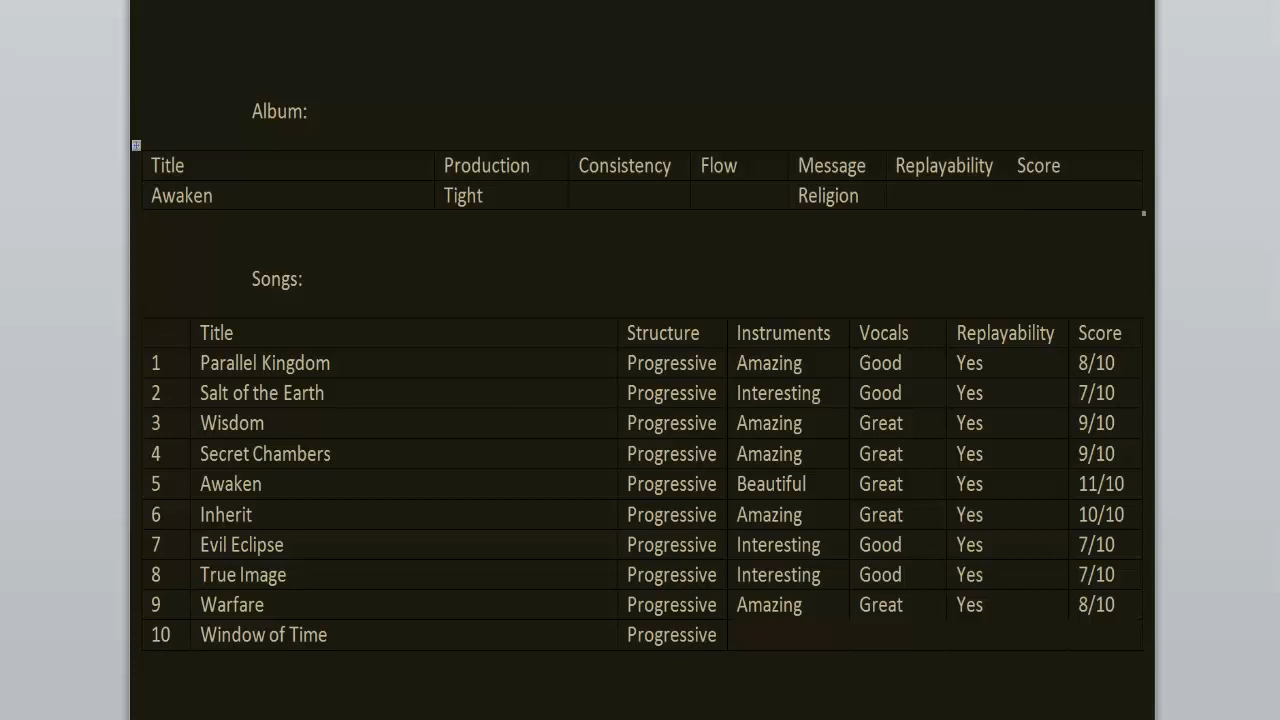 Album:
Title Production Consistency Flow Message Replayability Score
Awaken Tight Religion
Songs:
Title Structure Instruments Vocals Replayability Score
1 Parallel Kingdom Progressive Amazing Good Yes 8/10
2 Salt of the Earth Progressive Interesting Good Yes 7/10
3 Wisdom Progressive Amazing Great Yes 9/10
4 Secret Chambers Progressive Amazing Great Yes 9/10
5 Awaken Progressive Beautiful Great Yes 11/10
6 Inherit Progressive Amazing Great Yes 10/10
7 Evil Eclipse Progressive Interesting Good Yes 7/10
8 True Image Progressive Interesting Good Yes 7/10
9 Warfare Progressive Amazing Great Yes 8/10
10 Window of Time Progressive